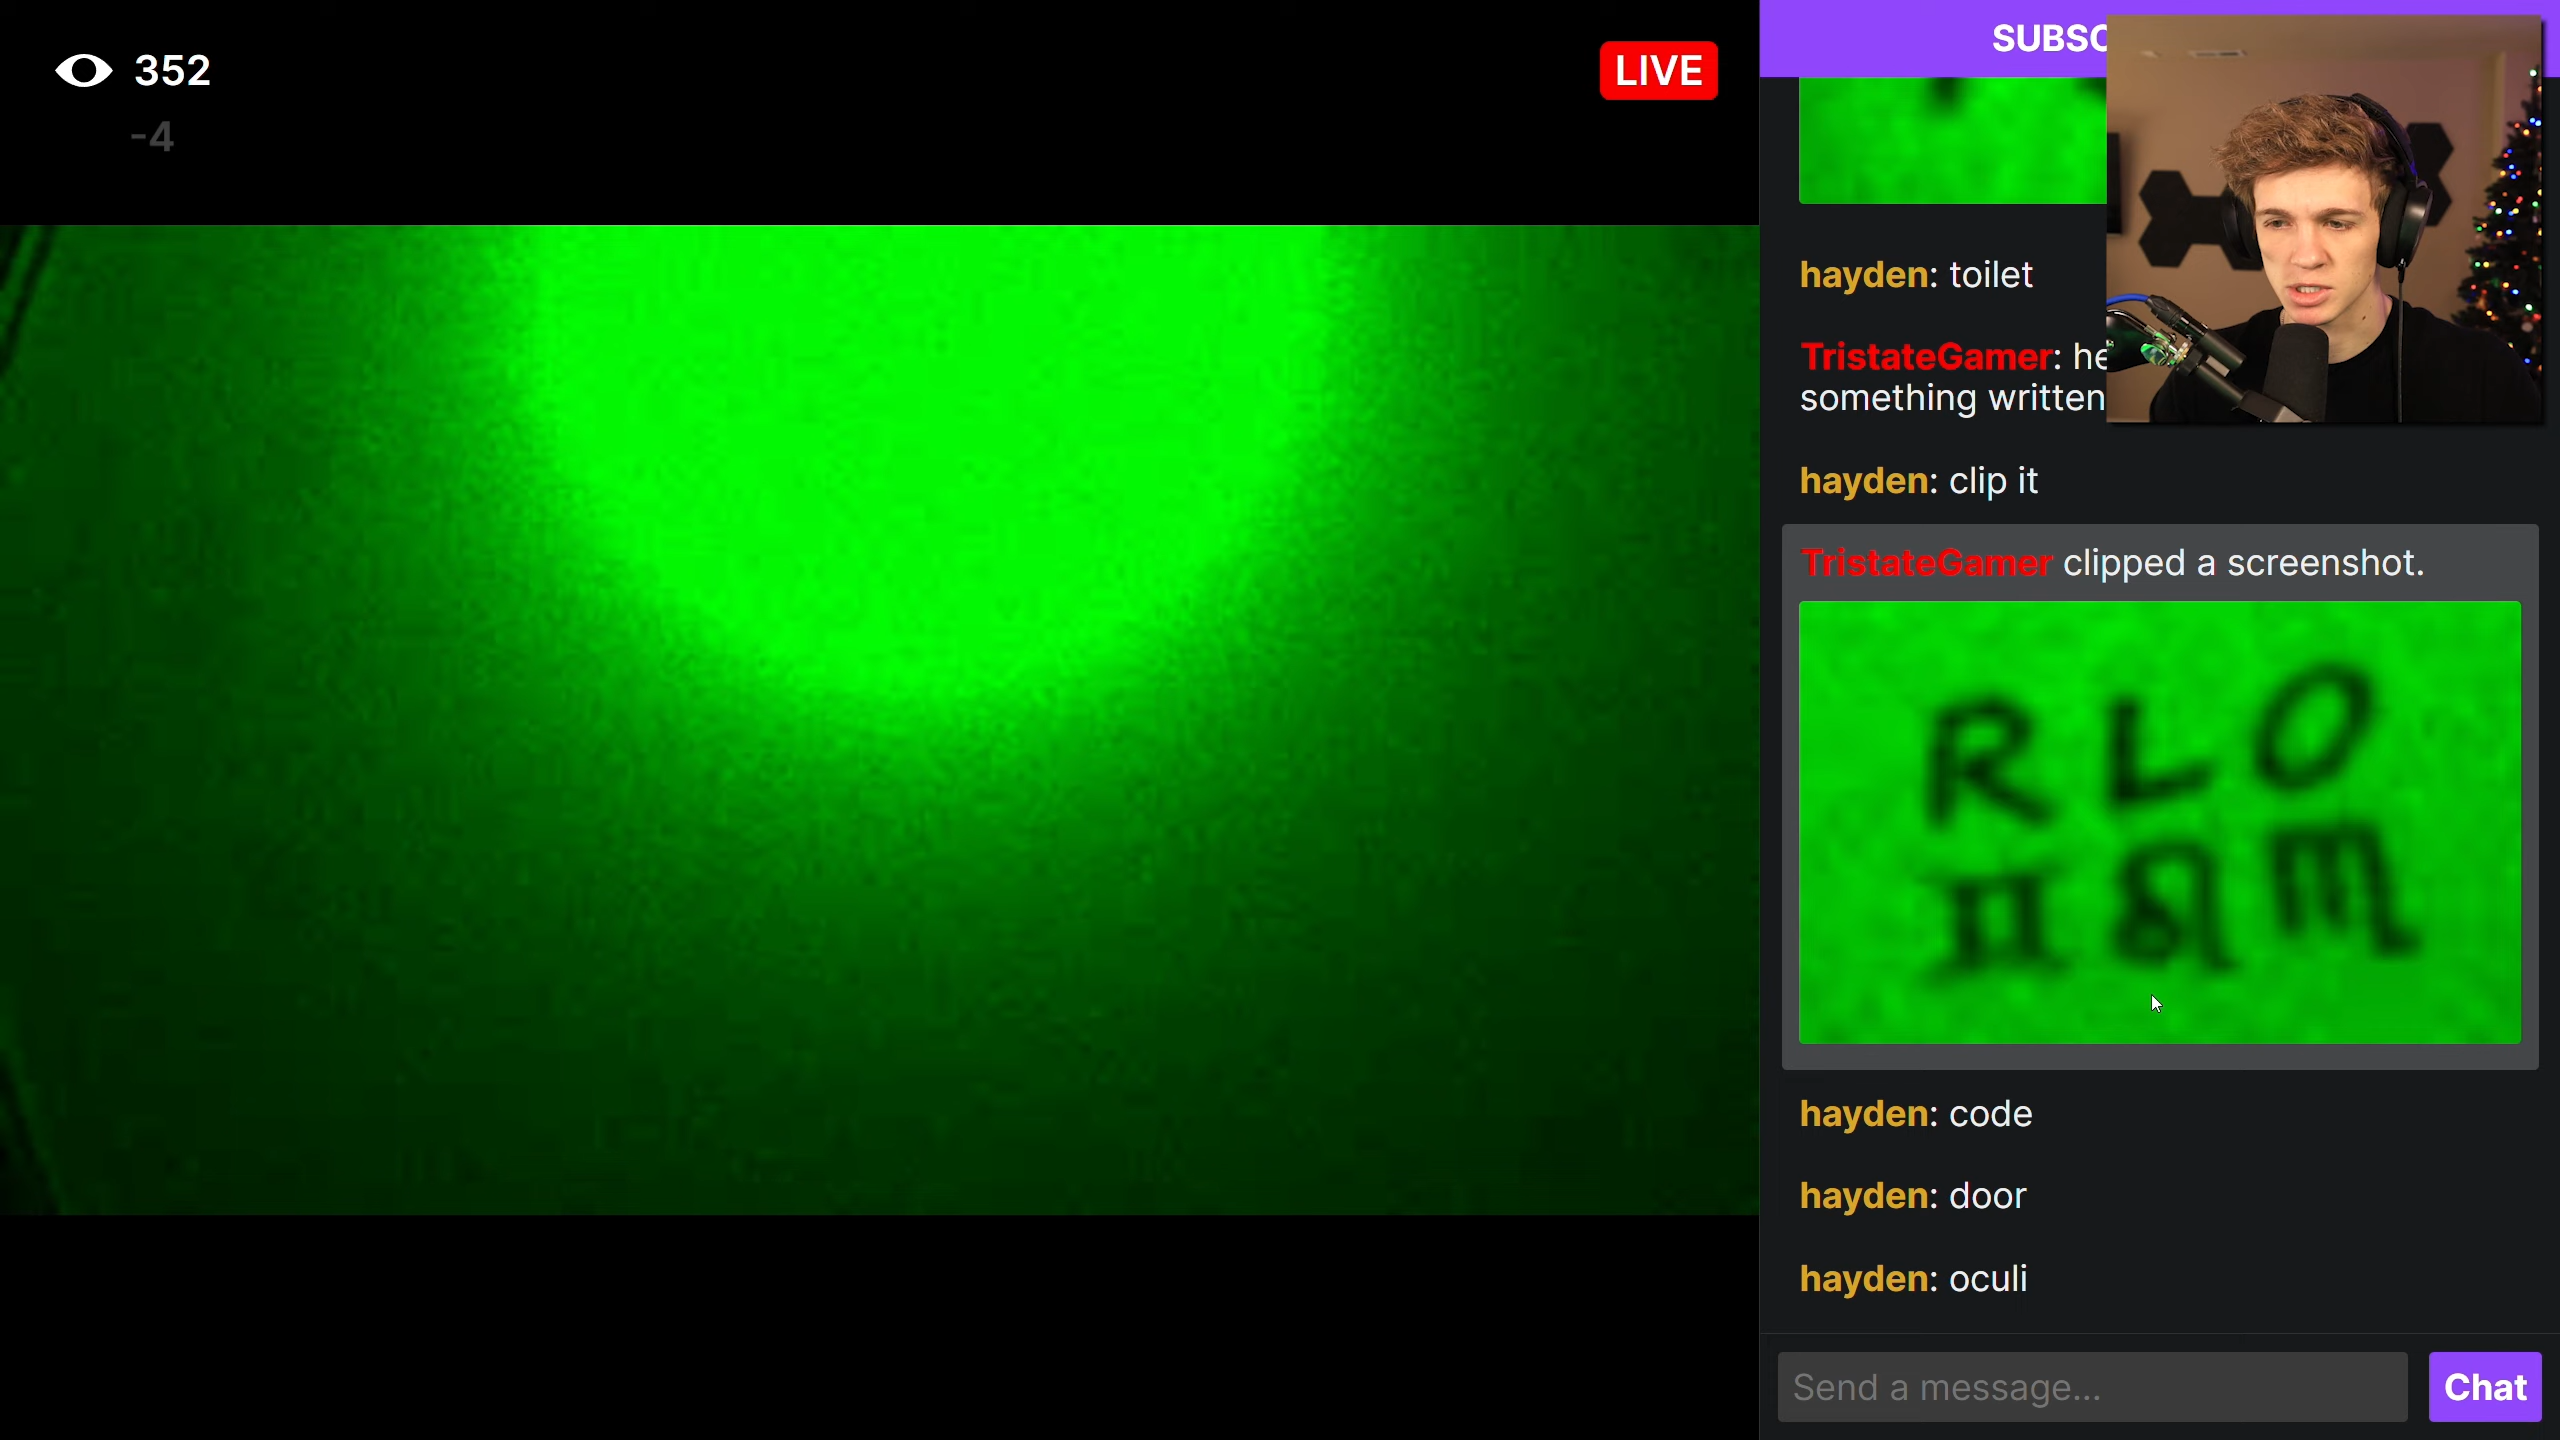 352
-4
LIVE
SUBSC
hayden: toilet
TristateGamer: he
something written
hayden: clip it
TristateGamer clipped a screenshot.
R L O
♊ ♌ ♏
hayden: code
hayden: door
hayden: oculi
Send a message...
Chat